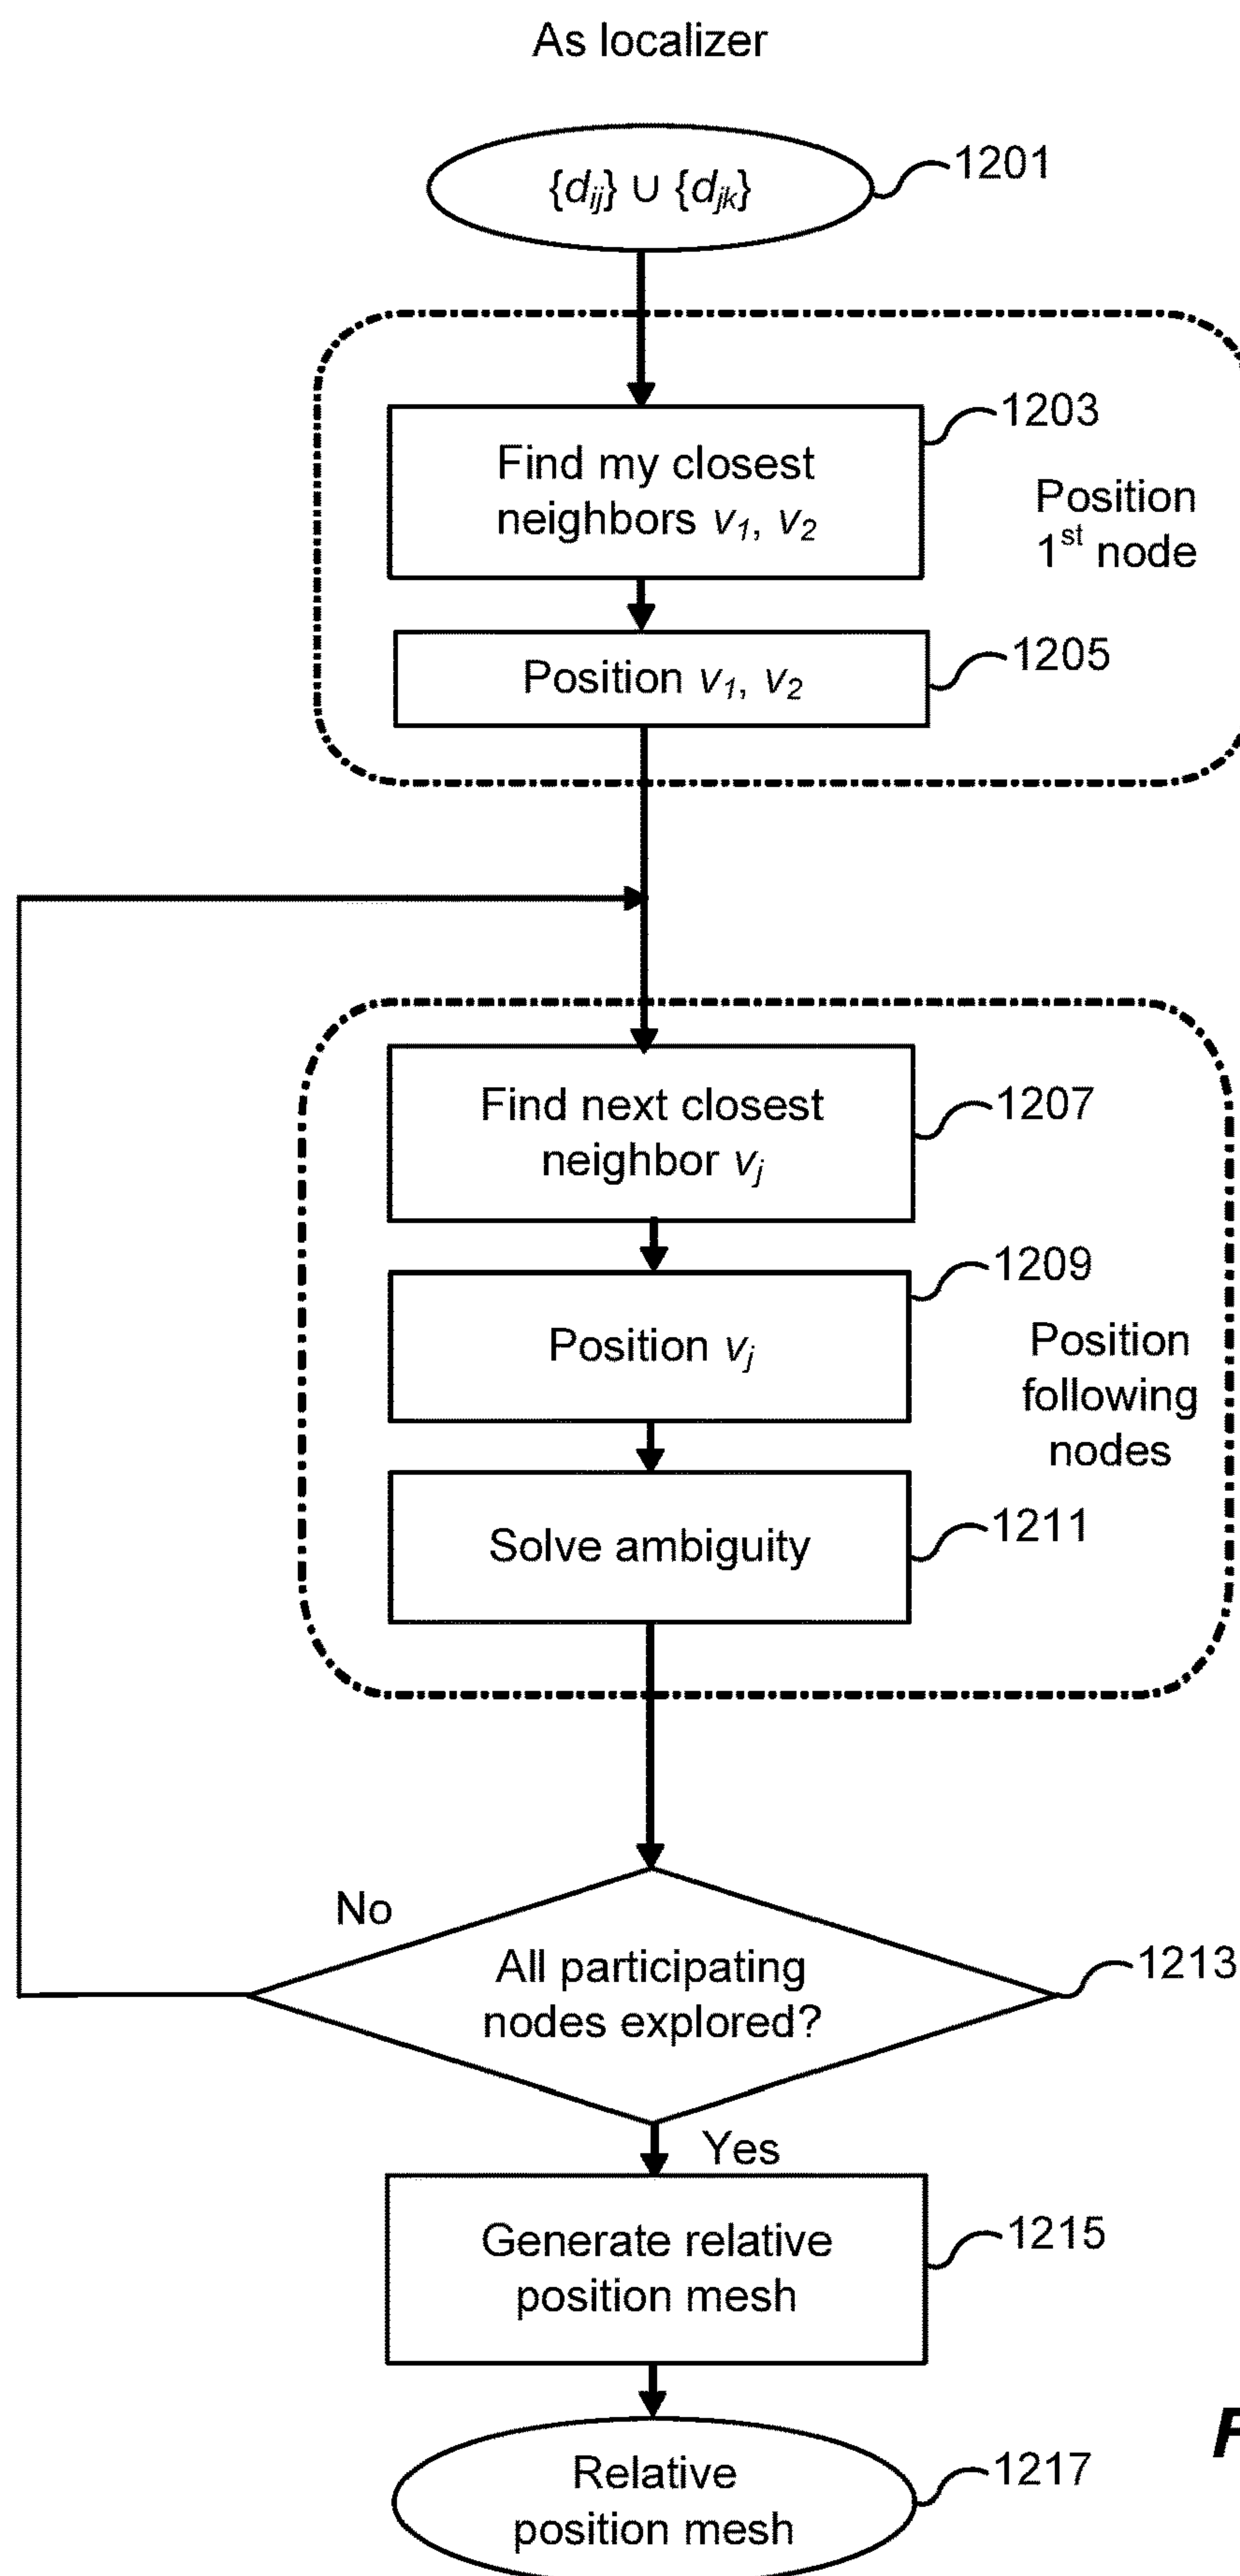 As localizer
{dij} ∪ {djk}
1201
1203
Find my closest
neighbors v1, v2
Position
1st node
1205
Position v1, v2
Find next closest
neighbor vj
1207
1209
Position vj
Position
following
nodes
Solve ambiguity
1211
No
All participating
nodes explored?
1213
Yes
Generate relative
position mesh
1215
Relative
position mesh
1217